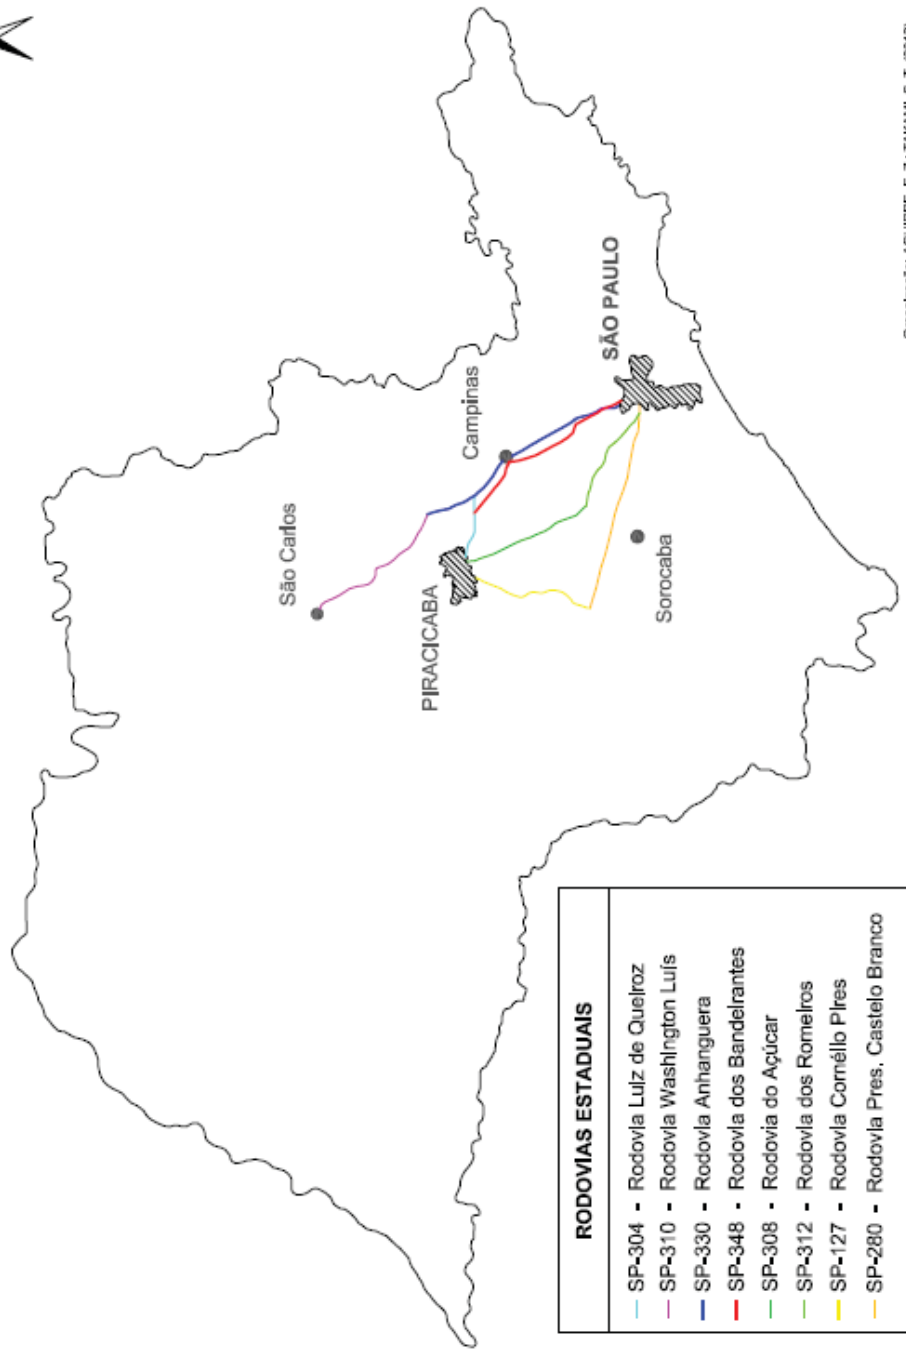 São Carlos
Campinas
PIRACICABA
SÃO PAULO
Sorocaba
RODOVIAS ESTADUAIS
SP-304 - Rodovia Luiz de Queiroz
SP-310 - Rodovia Washington Luís
SP-330 - Rodovia Anhanguera
SP-348 - Rodovia dos Bandeirantes
SP-308 - Rodovia do Açúcar
SP-312 - Rodovia dos Romeiros
SP-127 - Rodovia Cornélio Pires
SP-280 - Rodovia Pres. Castelo Branco